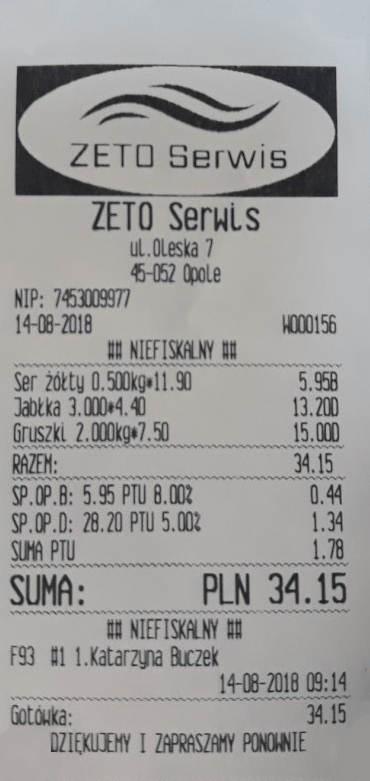 ZETO Serwis
ZETO Serwis
ul.Oleska 7
45-052 Opole
NIP: 7453009977
14-08-2018 W000156
## NIEFISKALNY ##
Ser żółty 0.500kg*11.90 5.95B
Jabłka 3.000*4.40 13.20D
Gruszki 2.000kg*7.50 15.00D
RAZEM: 34.15
SP.OP.B: 5.95 PTU 8.00% 0.44
SP.OP.D: 28.20 PTU 5.00% 1.34
SUMA PTU 1.78
SUMA: PLN 34.15
## NIEFISKALNY ##
F93 #1 1.Katarzyna Buczek
14-08-2018 09:14
Gotówka: 34.15
DZIĘKUJEMY I ZAPRASZAMY PONOWNIE